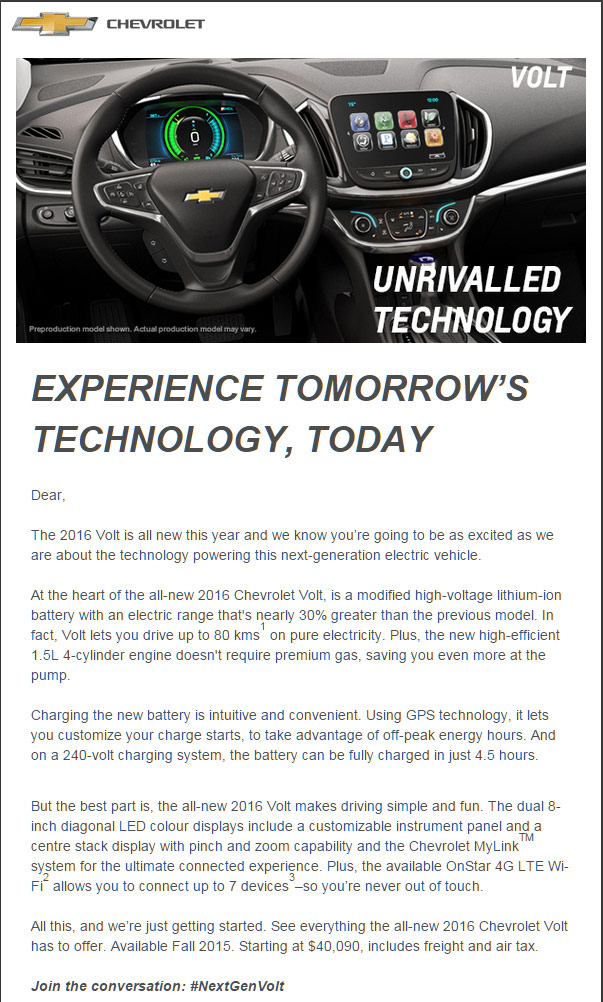 CHEVROLET
VOLT
0
UNRIVALLED
TECHNOLOGY
Preproduction model shown. Actual production model may vary.
EXPERIENCE TOMORROW’S
TECHNOLOGY, TODAY
Dear,
The 2016 Volt is all new this year and we know you’re going to be as excited as we
are about the technology powering this next-generation electric vehicle.
At the heart of the all-new 2016 Chevrolet Volt, is a modified high-voltage lithium-ion
battery with an electric range that's nearly 30% greater than the previous model. In
fact, Volt lets you drive up to 80 kms1 on pure electricity. Plus, the new high-efficient
1.5L 4-cylinder engine doesn't require premium gas, saving you even more at the
pump.
Charging the new battery is intuitive and convenient. Using GPS technology, it lets
you customize your charge starts, to take advantage of off-peak energy hours. And
on a 240-volt charging system, the battery can be fully charged in just 4.5 hours.
But the best part is, the all-new 2016 Volt makes driving simple and fun. The dual 8-
inch diagonal LED colour displays include a customizable instrument panel and a
centre stack display with pinch and zoom capability and the Chevrolet MyLinkTM
system for the ultimate connected experience. Plus, the available OnStar 4G LTE Wi-
Fi2 allows you to connect up to 7 devices3–so you’re never out of touch.
All this, and we’re just getting started. See everything the all-new 2016 Chevrolet Volt
has to offer. Available Fall 2015. Starting at $40,090, includes freight and air tax.
Join the conversation: #NextGenVolt